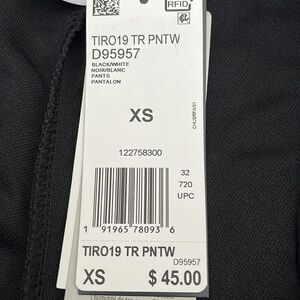 RFID
TIRO19 TR PNTW
D95957
BLACK/WHITE
NOIR/BLANC
PANTS
PANTALON
XS
122758300
32
720
UPC
1 91965 78093 6
TIRO19 TR PNTW
D95957
XS $ 45.00